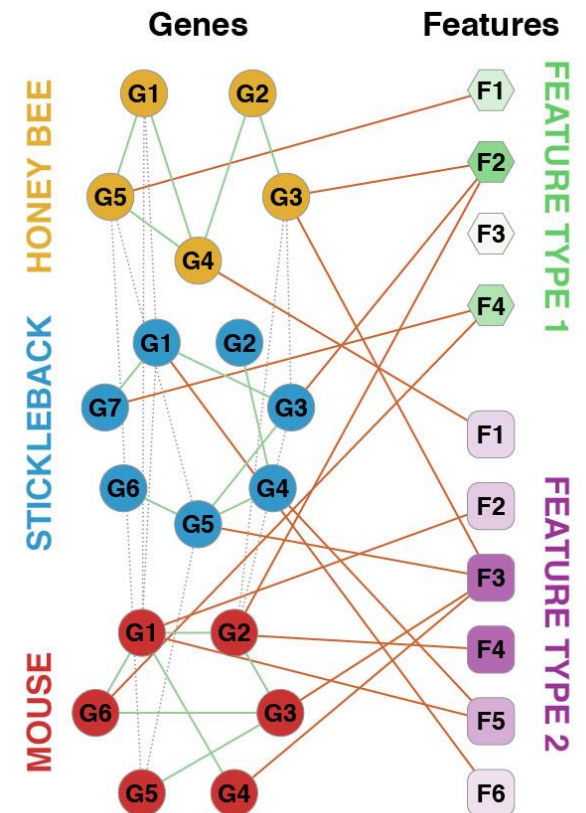 Genes
Features
HONEY BEE
G1
G2
G5
G3
G4
STICKLEBACK
G1
G2
G7
G3
G6
G4
G5
MOUSE
G1
G2
G6
G3
G5
G4
F1
F2
F3
F4
FEATURE TYPE 1
F1
F2
F3
F4
F5
F6
FEATURE TYPE 2